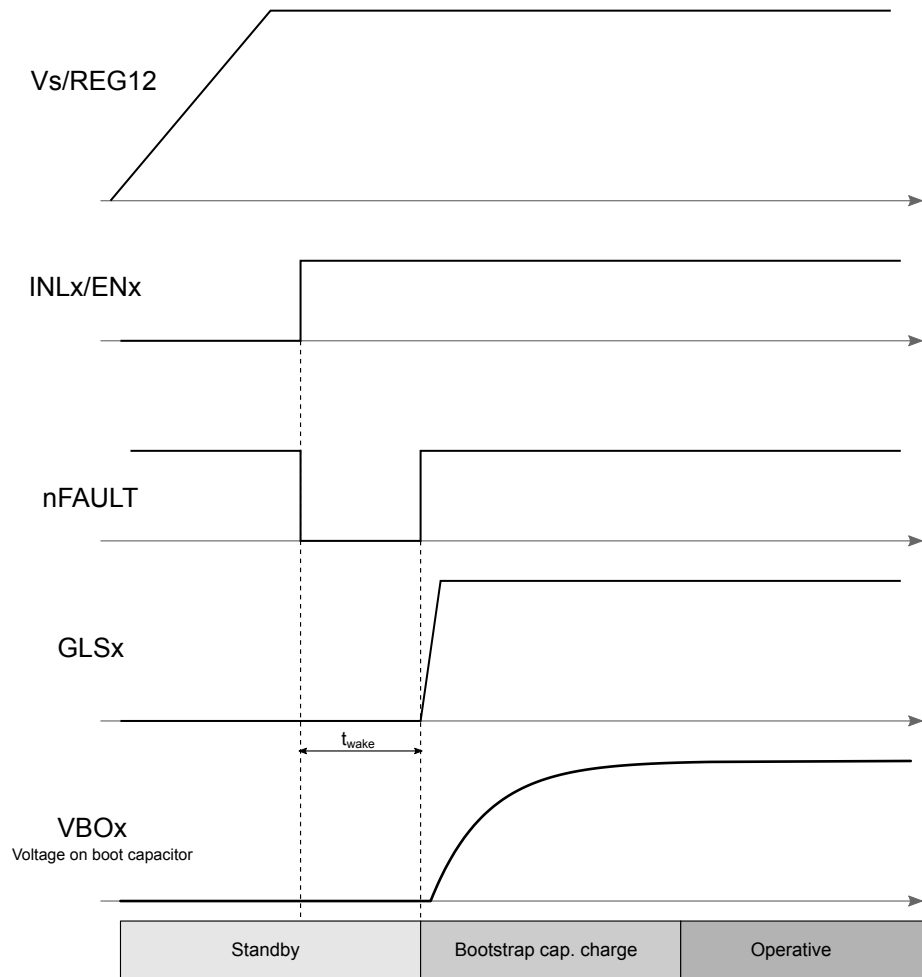 Vs/REG12
INLx/ENx
nFAULT
GLSx
twake
VBOx
Voltage on boot capacitor
Standby
Bootstrap cap. charge
Operative